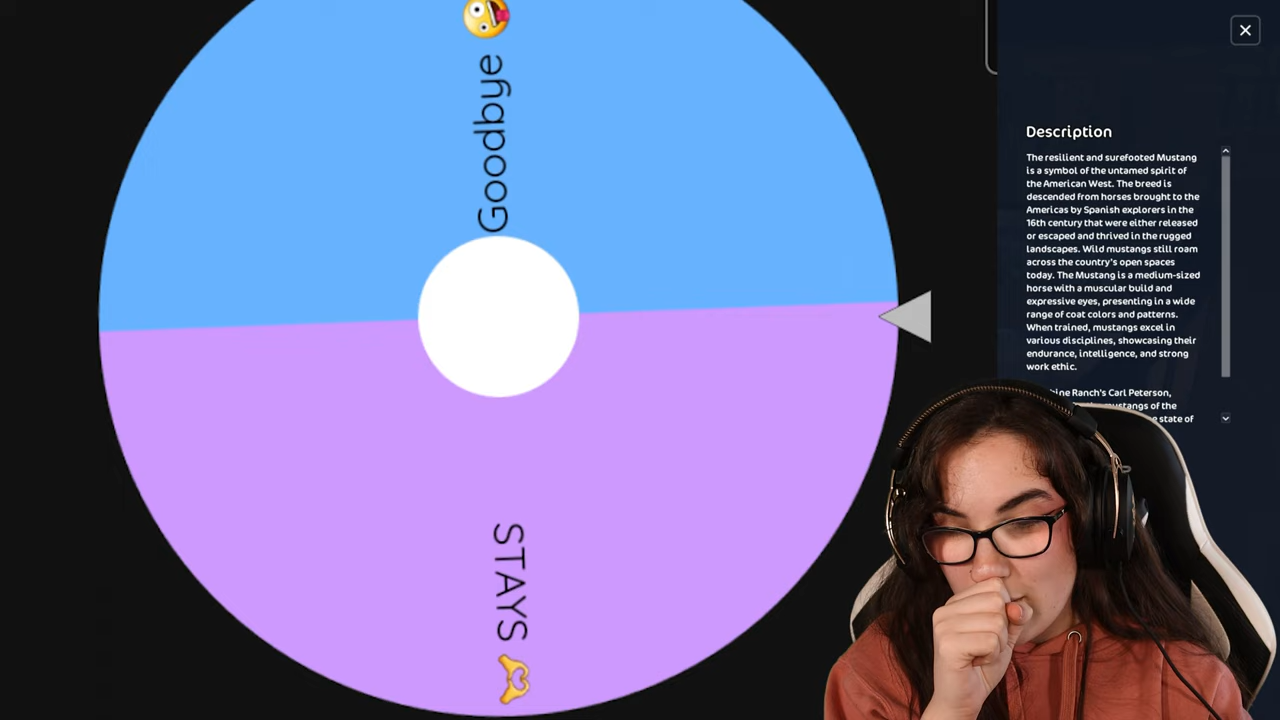 Goodbye 🤪
STAYS 🫶
Description
The resilient and surefooted Mustang
is a symbol of the untamed spirit of
the American West. The breed is
descended from horses brought to the
Americas by Spanish explorers in the
16th century that were either released
or escaped and thrived in the rugged
landscapes. Wild mustangs still roam
across the country's open spaces
today. The Mustang is a medium-sized
horse with a muscular build and
expressive eyes, presenting in a wide
range of coat colors and patterns.
When trained, mustangs excel in
various disciplines, showcasing their
endurance, intelligence, and strong
work ethic.
Ranch's Carl Peterson,
mustangs of the
state of